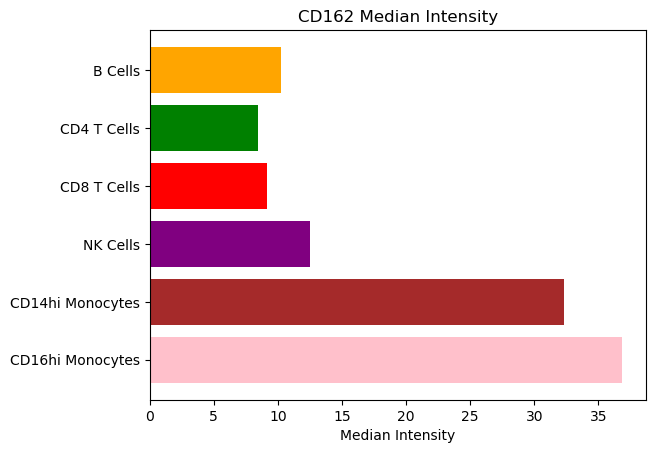 CD162 Median Intensity
B Cells
CD4 T Cells
CD8 T Cells
NK Cells
CD14hi Monocytes
CD16hi Monocytes
0 5 10 15 20 25 30 35
Median Intensity